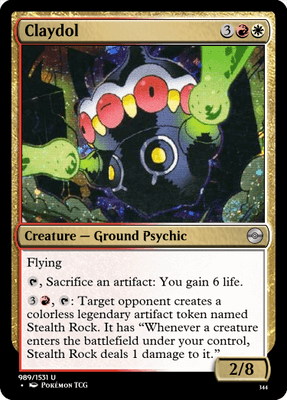 Claydol 3
Creature — Ground Psychic
Flying
, Sacrifice an artifact: You gain 6 life.
3 , : Target opponent creates a
colorless legendary artifact token named
Stealth Rock. It has “Whenever a creature
enters the battlefield under your control,
Stealth Rock deals 1 damage to it.”
2/8
989/1531 U
• Pokémon TCG
344